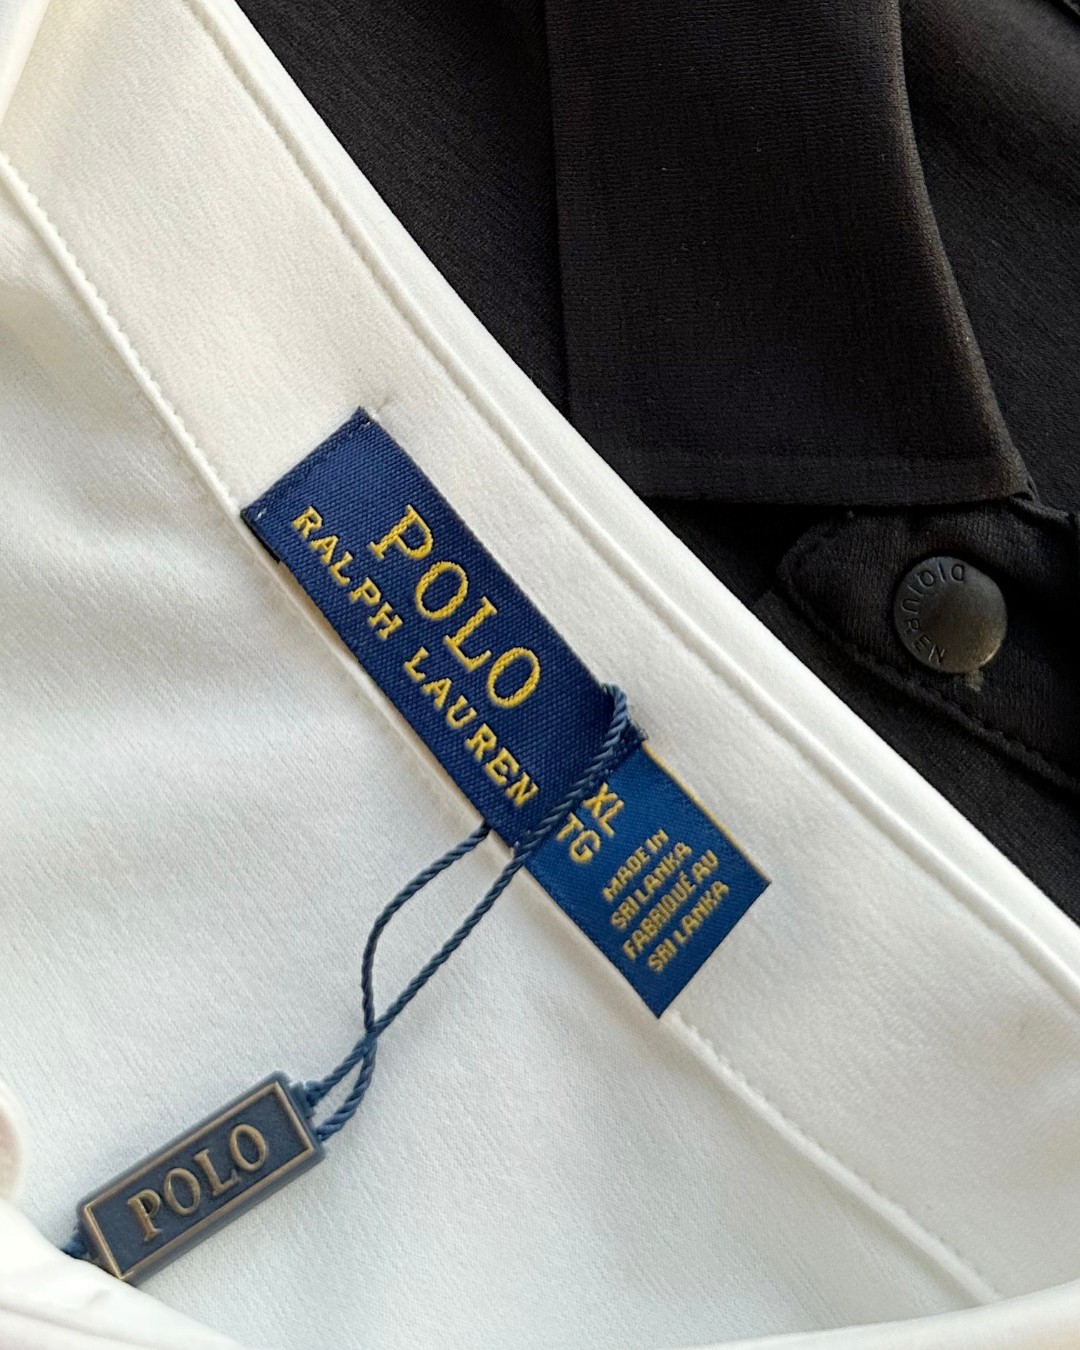 POLO
RALPH LAUREN
XL
TG
MADE IN
SRI LANKA
FABRIQUÉ AU
SRI LANKA
POLO